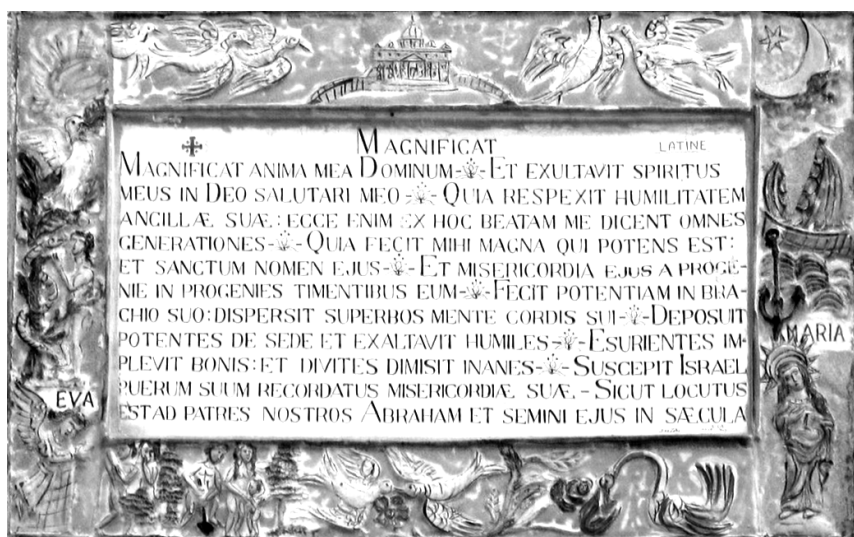 MAGNIFICAT LATINE
MAGNIFICAT ANIMA MEA DOMINUM - ET EXULTAVIT SPIRITUS
MEUS IN DEO SALUTARI MEO - QUIA RESPEXIT HUMILITATEM
ANCILLÆ SUÆ: ECCE ENIM EX HOC BEATAM ME DICENT OMNES
GENERATIONES - QUIA FECIT MIHI MAGNA QUI POTENS EST:
ET SANCTUM NOMEN EJUS - ET MISERICORDIA EJUS A PROGE-
NIE IN PROGENIES TIMENTIBUS EUM - FECIT POTENTIAM IN BRA-
CHIO SUO: DISPERSIT SUPERBOS MENTE CORDIS SUI - DEPOSUIT
POTENTES DE SEDE ET EXALTAVIT HUMILES - ESURIENTES IM-
PLEVIT BONIS: ET DIVITES DIMISIT INANES - SUSCEPIT ISRAEL
PUERUM SUUM RECORDATUS MISERICORDIÆ SUÆ. - SICUT LOCUTUS
EST AD PATRES NOSTROS ABRAHAM ET SEMINI EJUS IN SÆCULA
EVA
MARIA